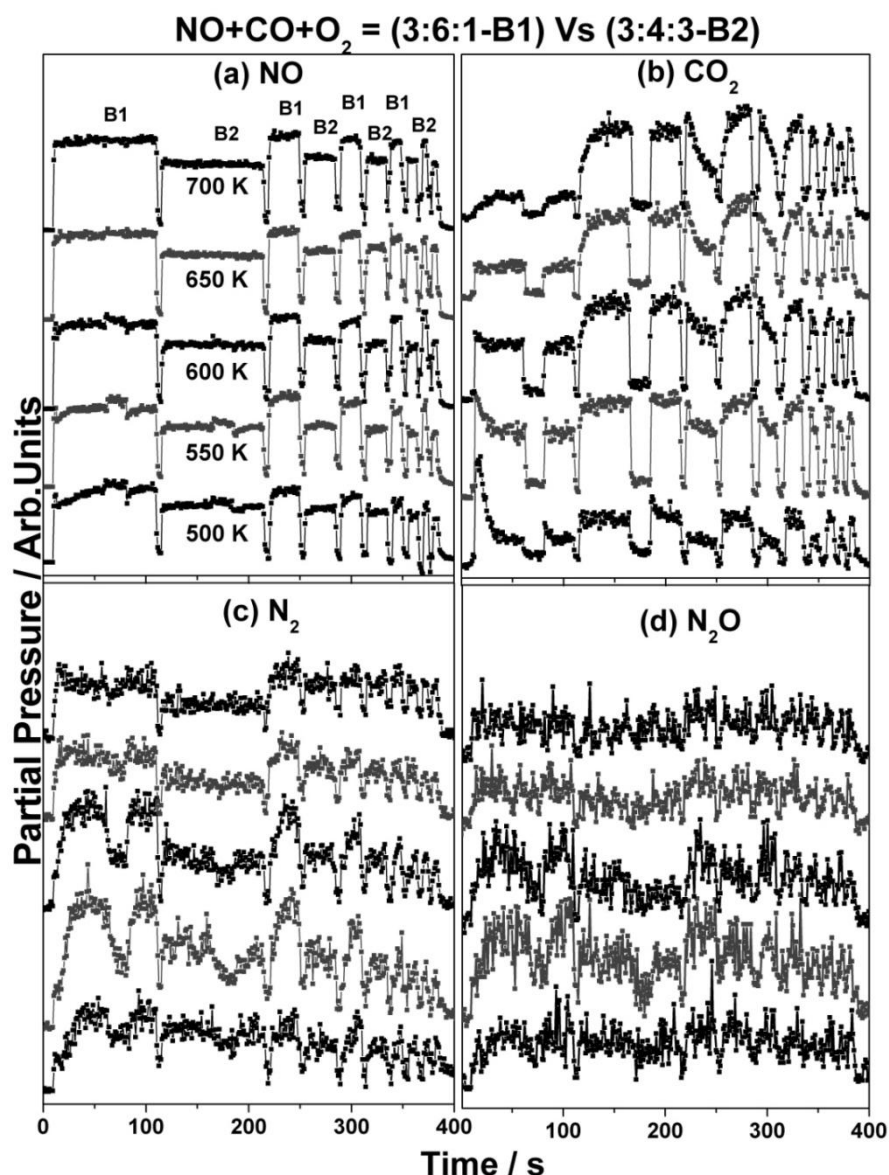 NO+CO+O₂ = (3:6:1-B1) Vs (3:4:3-B2)
(a) NO
(b) CO₂
B1 B1 B1 B1
B2 B2 B2 B2
700 K
650 K
600 K
550 K
500 K
Partial Pressure / Arb.Units
(c) N₂
(d) N₂O
0 100 200 300 400 100 200 300 400
Time / s